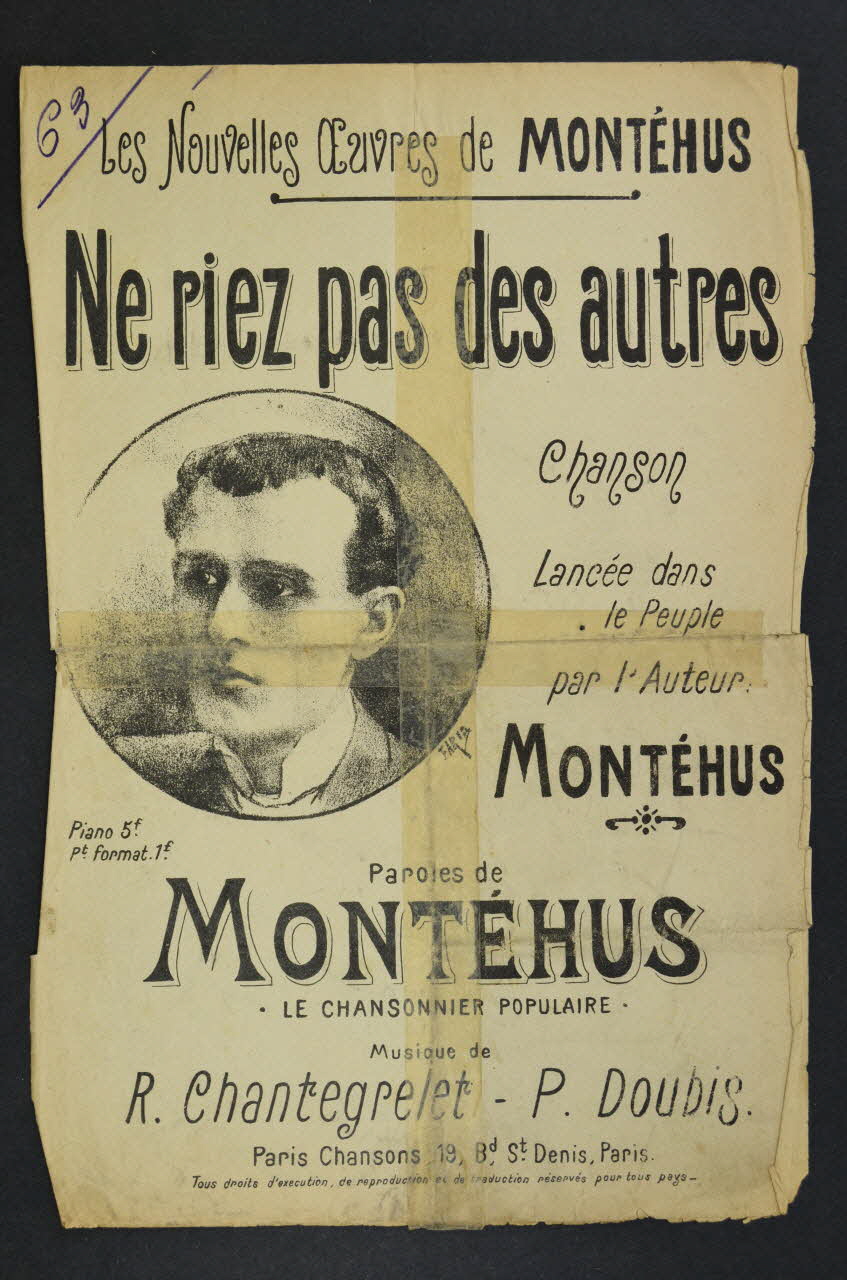 63
Les Nouvelles Œuvres de MONTÉHUS
Ne riez pas des autres
Chanson
Lancée dans
le Peuple
par l'Auteur:
MONTÉHUS
Piano 5f
Pt format. 1f.
Paroles de
MONTÉHUS
• LE CHANSONNIER POPULAIRE •
Musique de
R. Chantegrelet - P. Doubis.
Paris Chansons, 19, Bd St Denis, Paris.
Tous droits d'execution, de reproduction et de traduction réservés pour tous pays_